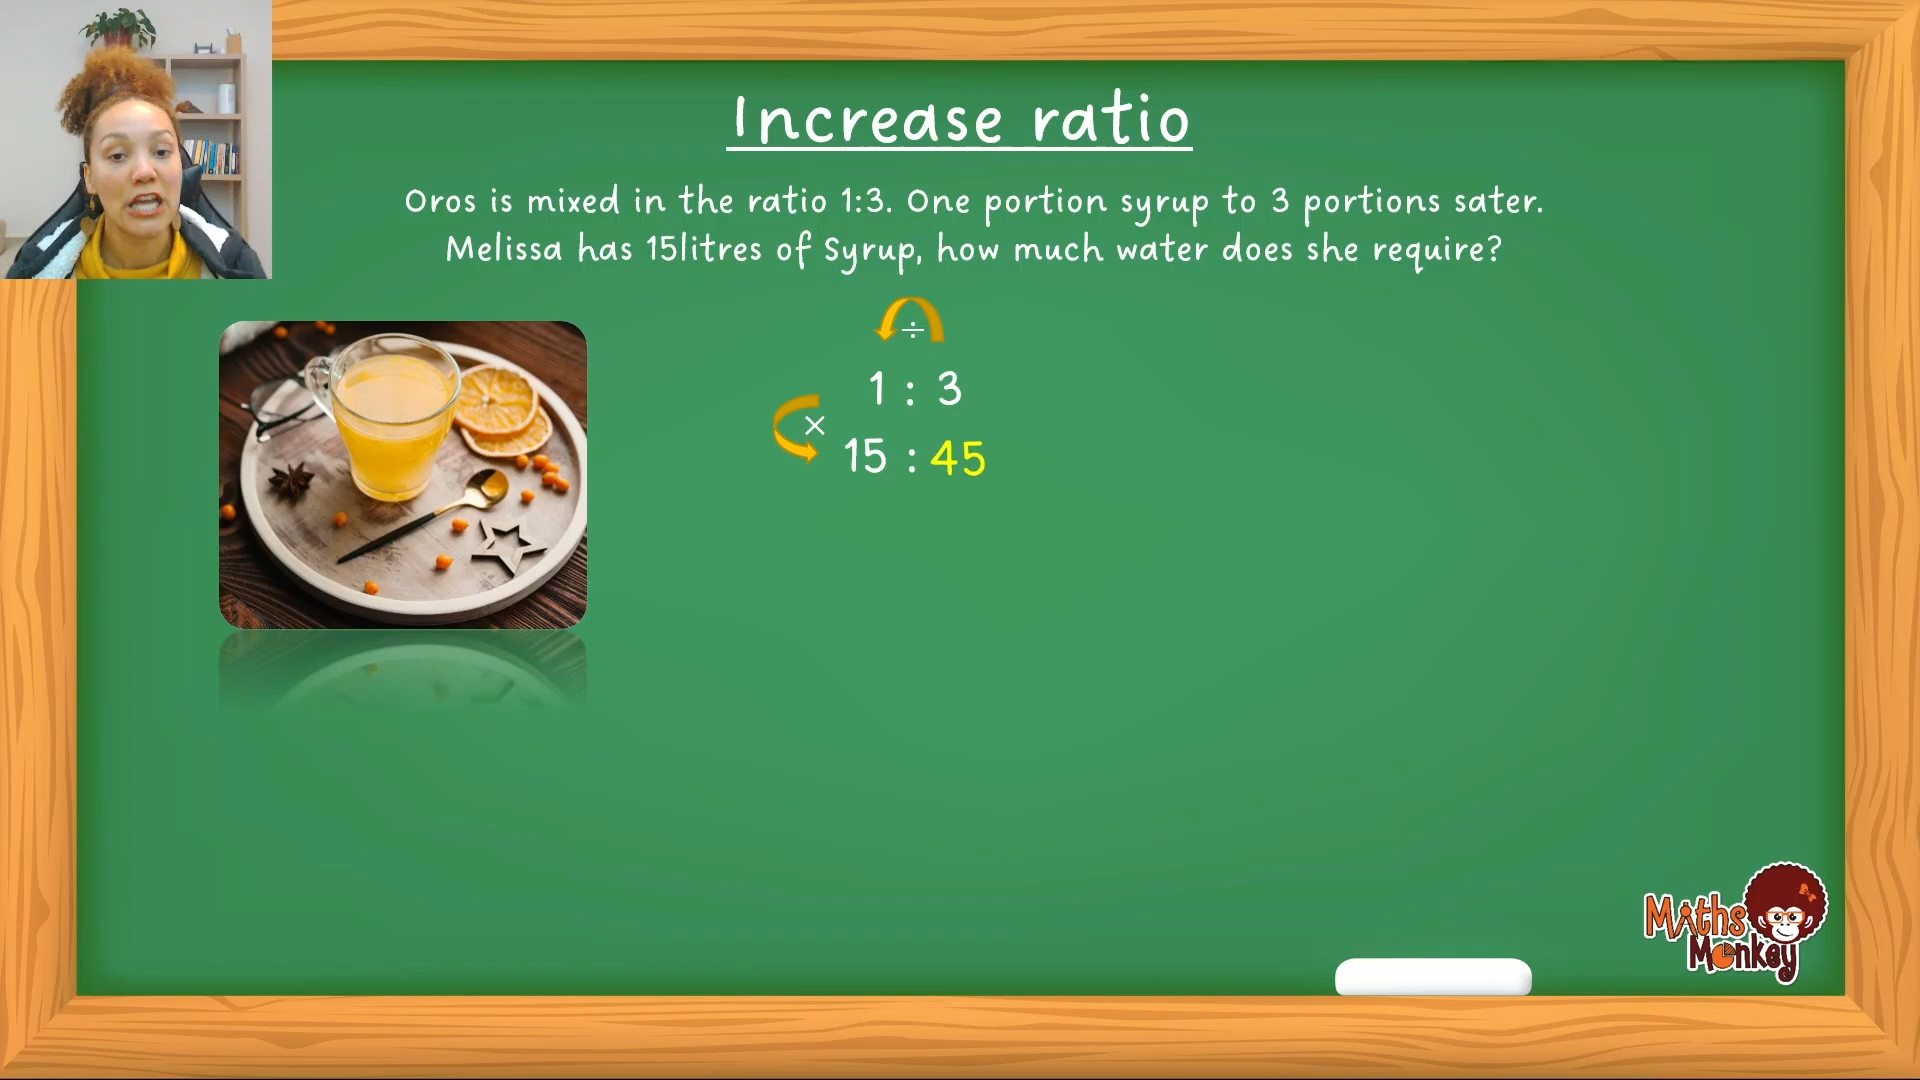 Increase ratio
Oros is mixed in the ratio 1:3. One portion syrup to 3 portions sater.
Melissa has 15litres of Syrup, how much water does she require?
÷
1 : 3
×
15 : 45
Maths
Monkey